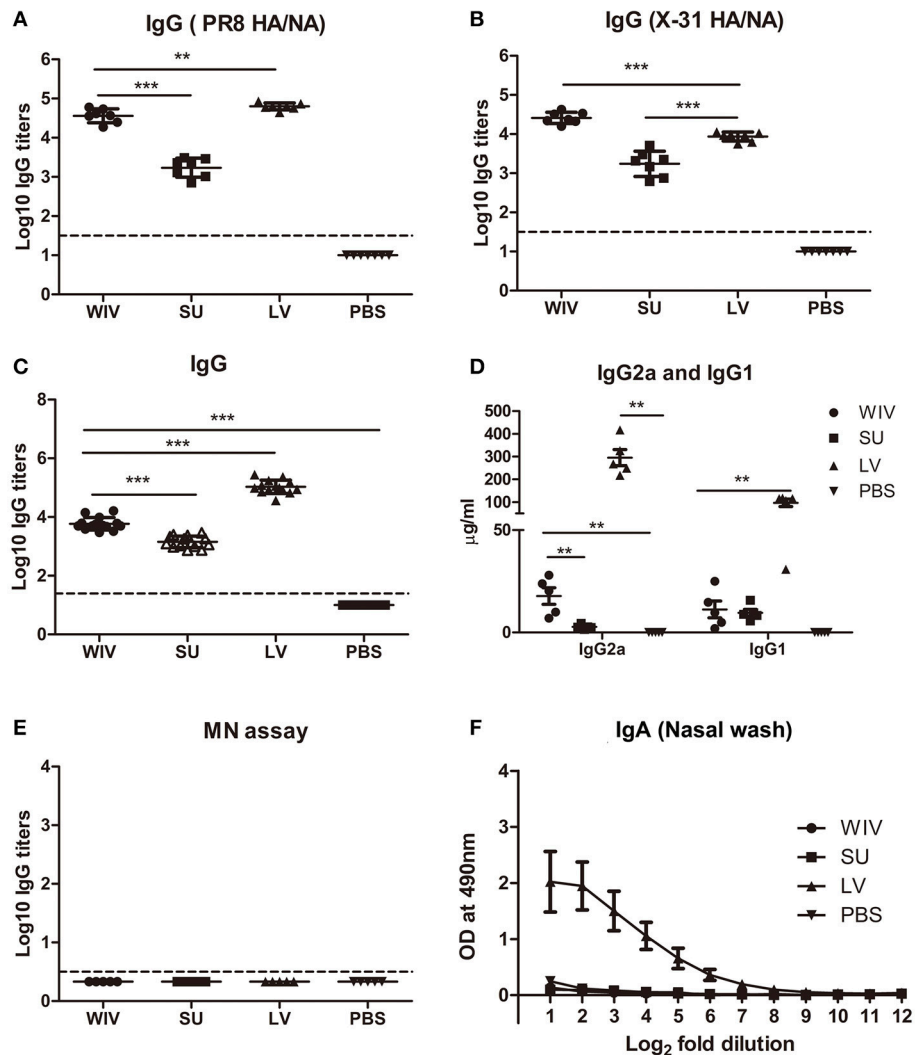 A
IgG ( PR8 HA/NA)
Log10 IgG titers
6
5
4
3
2
1
0
**
***
WIV SU LV PBS
B
IgG (X-31 HA/NA)
Log10 IgG titers
6
5
4
3
2
1
0
***
***
WIV SU LV PBS
C
IgG
Log10 IgG titers
8
6
4
2
0
***
***
***
WIV SU LV PBS
D
IgG2a and IgG1
µg/ml
500
400
300
200
100
50
0
**
**
**
**
IgG2a IgG1
WIV
SU
LV
PBS
E
MN assay
Log10 IgG titers
4
3
2
1
0
WIV SU LV PBS
F
IgA (Nasal wash)
OD at 490nm
4
3
2
1
0
WIV
SU
LV
PBS
1 2 3 4 5 6 7 8 9 10 11 12
Log2 fold dilution